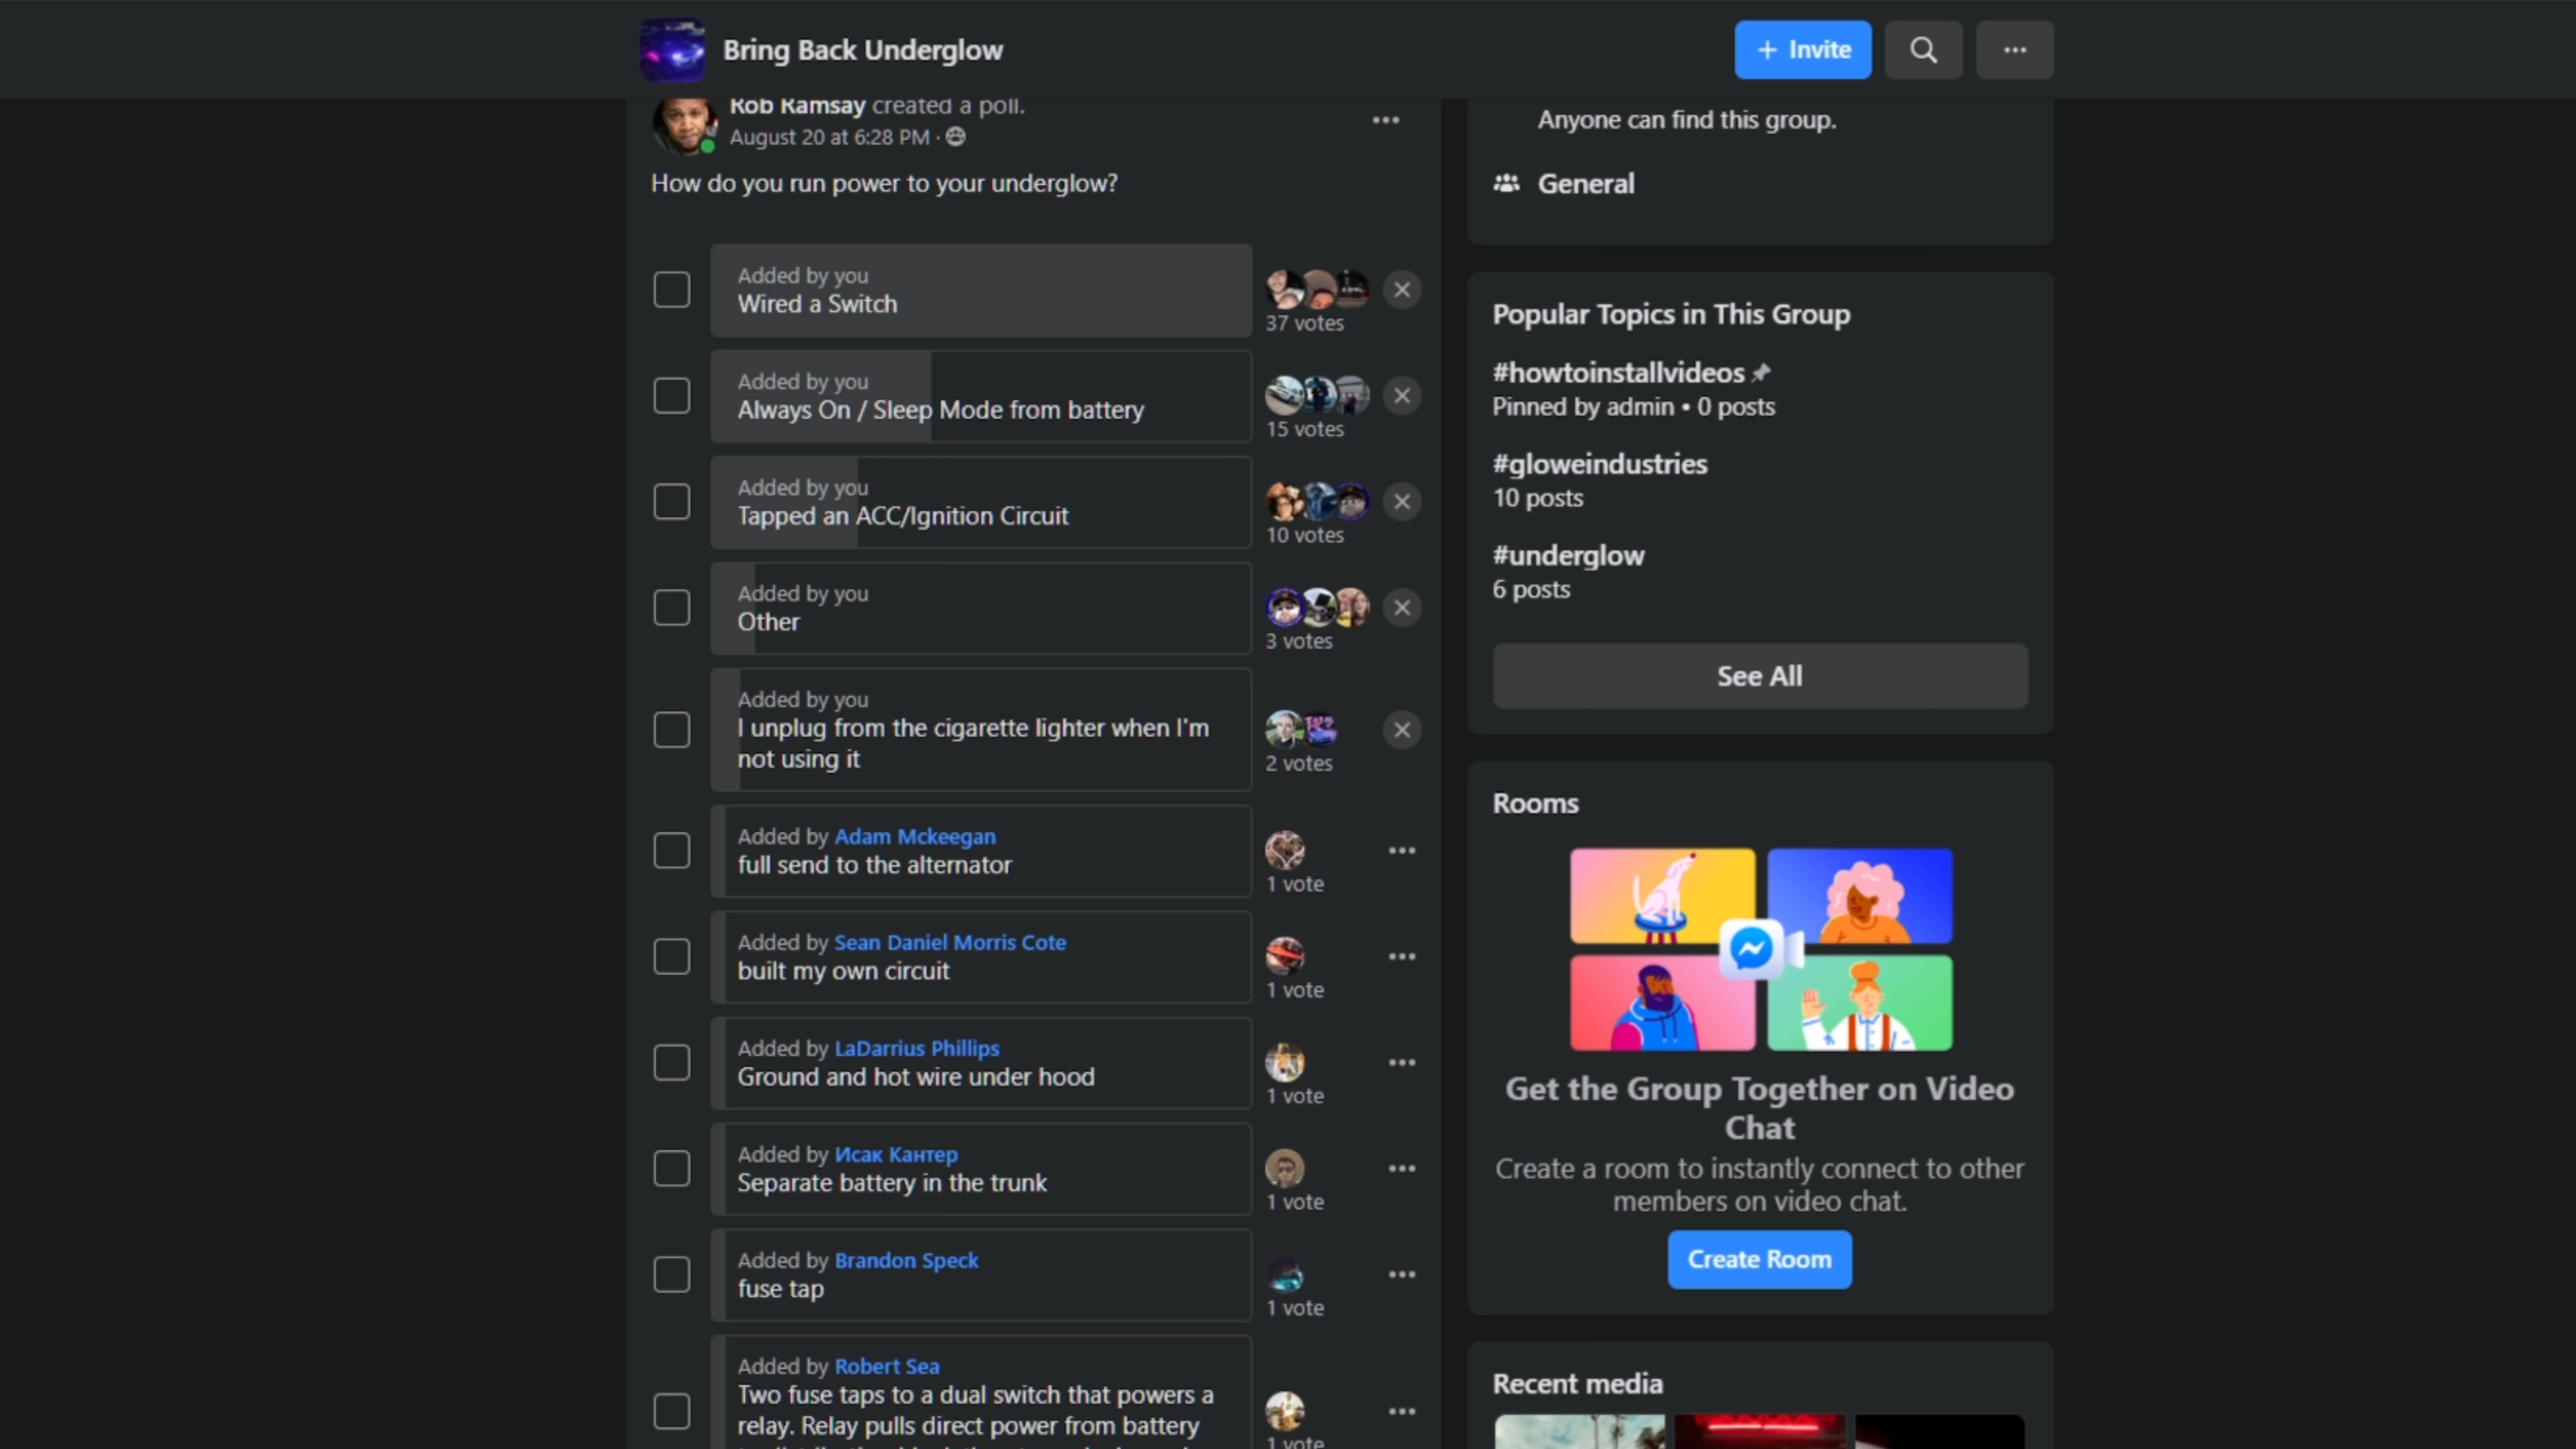 Bring Back Underglow
+ Invite
Rob Ramsay created a poll.
August 20 at 6:28 PM ·
How do you run power to your underglow?
Added by you
Wired a Switch
37 votes
Added by you
Always On / Sleep Mode from battery
15 votes
Added by you
Tapped an ACC/Ignition Circuit
10 votes
Added by you
Other
3 votes
Added by you
I unplug from the cigarette lighter when I'm
not using it
2 votes
Added by Adam Mckeegan
full send to the alternator
1 vote
Added by Sean Daniel Morris Cote
built my own circuit
1 vote
Added by LaDarrius Phillips
Ground and hot wire under hood
1 vote
Added by Исак Кантер
Separate battery in the trunk
1 vote
Added by Brandon Speck
fuse tap
1 vote
Added by Robert Sea
Two fuse taps to a dual switch that powers a
relay. Relay pulls direct power from battery
1 vote
Anyone can find this group.
General
Popular Topics in This Group
#howtoinstallvideos
Pinned by admin • 0 posts
#gloweindustries
10 posts
#underglow
6 posts
See All
Rooms
Get the Group Together on Video
Chat
Create a room to instantly connect to other
members on video chat.
Create Room
Recent media